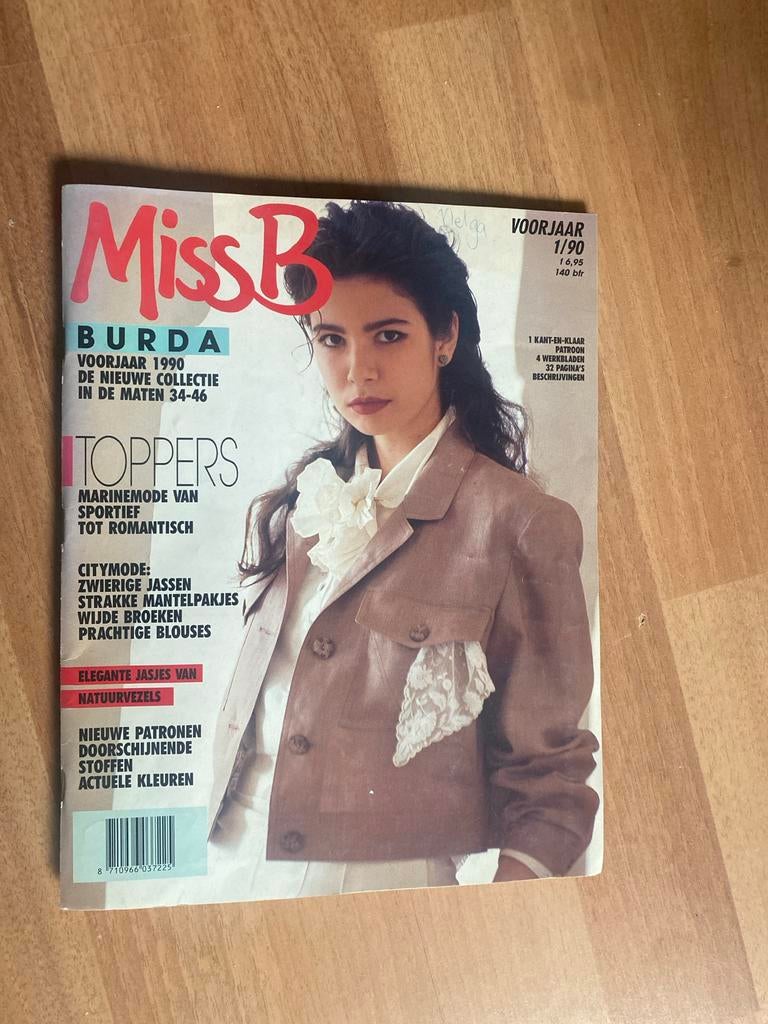 Miss B
BURDA
VOORJAAR 1990
DE NIEUWE COLLECTIE
IN DE MATEN 34-46
TOPPERS
MARINEMODE VAN
SPORTIEF
TOT ROMANTISCH
CITYMODE:
ZWIERIGE JASSEN
STRAKKE MANTELPAKJES
WIJDE BROEKEN
PRACHTIGE BLOUSES
ELEGANTE JASJES VAN
NATUURVEZELS
NIEUWE PATRONEN
DOORSCHIJNENDE
STOFFEN
ACTUELE KLEUREN
8 710966 037225
Helga
VOORJAAR
1/90
f 6,95
140 bfr
1 KANT-EN-KLAAR
PATROON
4 WERKBLADEN
32 PAGINA'S
BESCHRIJVINGEN